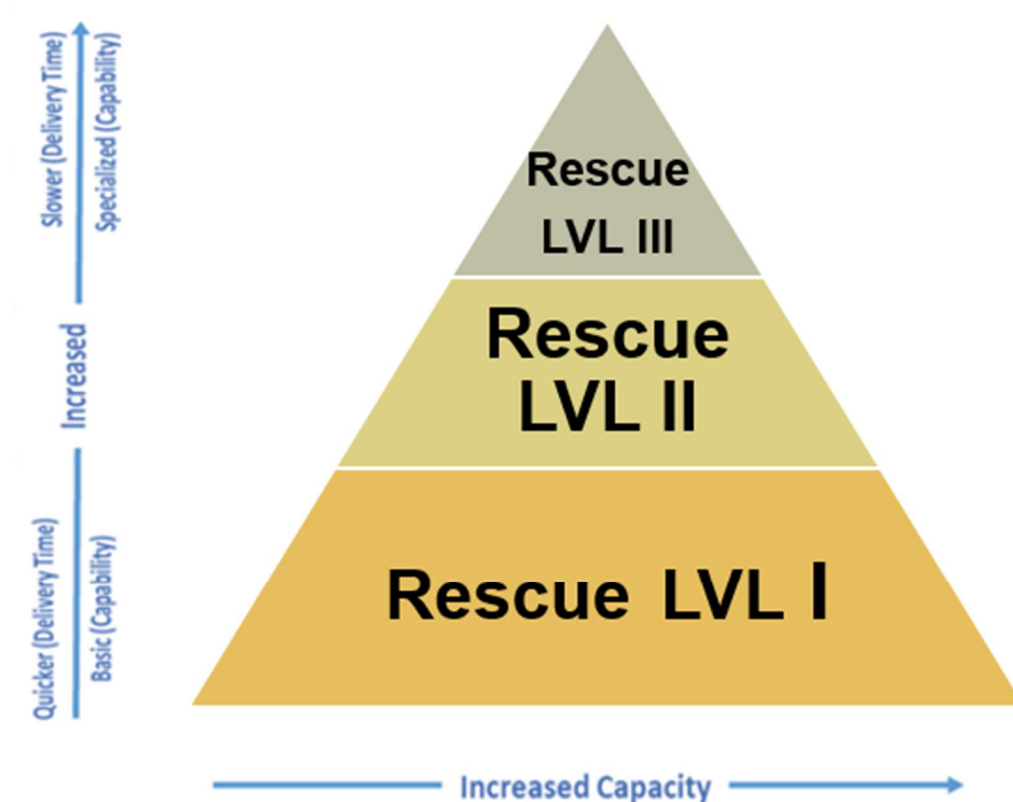 Slower (Delivery Time)
Specialized (Capability)
Increased
Quicker (Delivery Time)
Basic (Capability)
Rescue
LVL III
Rescue
LVL II
Rescue LVL I
Increased Capacity